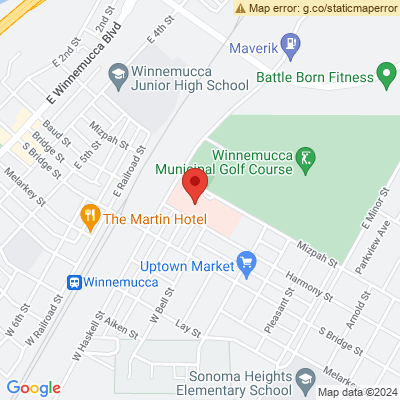 Map error: g.co/staticmaperror
E 2nd St
2nd St
E 4th St
E Winnemucca Blvd
Maverik
Winnemucca
Junior High School
Battle Born Fitness
Bridge St
Baud St
Mizpah St
S Bridge St
E 5th St
Melarkey St
E Railroad St
Winnemucca
Municipal Golf Course
E Minor St
The Martin Hotel
Parkview Ave
Mizpah St
Uptown Market
Harmony St
Winnemucca
W Bell St
Pleasant St
Arnold St
W 6th St
W Railroad St
W Haskell St
Aiken St
Lay St
S Bridge St
Sonoma Heights
Elementary School
Melarkey
Google
Map data ©2024